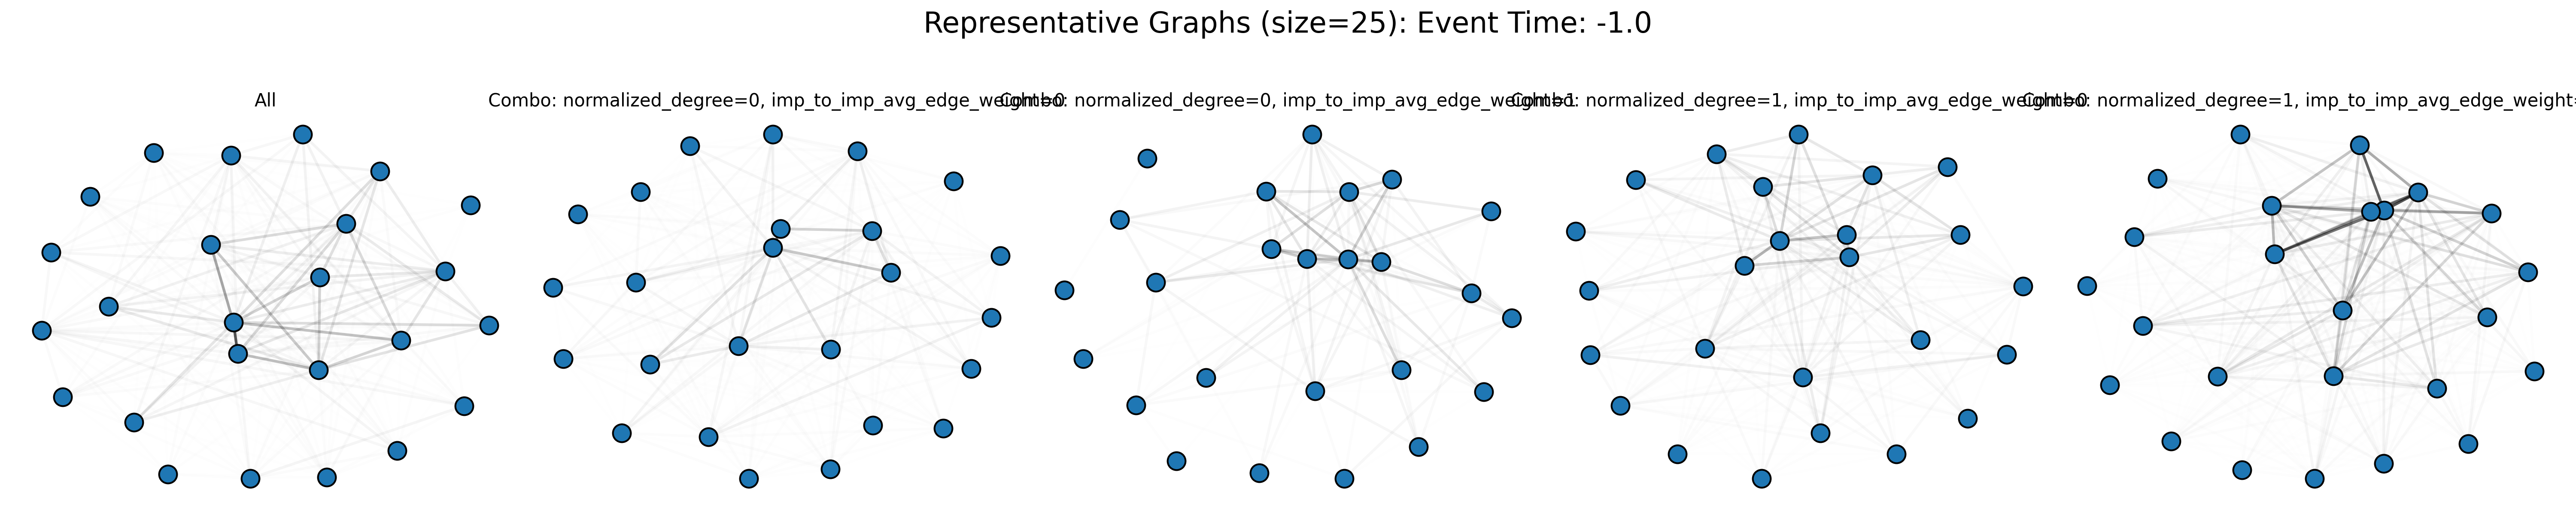 Representative Graphs (size=25): Event Time: -1.0
All
Combo: normalized_degree=0, imp_to_imp_avg_edge_weight=0
Combo: normalized_degree=0, imp_to_imp_avg_edge_weight=1
Combo: normalized_degree=1, imp_to_imp_avg_edge_weight=0
Combo: normalized_degree=1, imp_to_imp_avg_edge_weight=